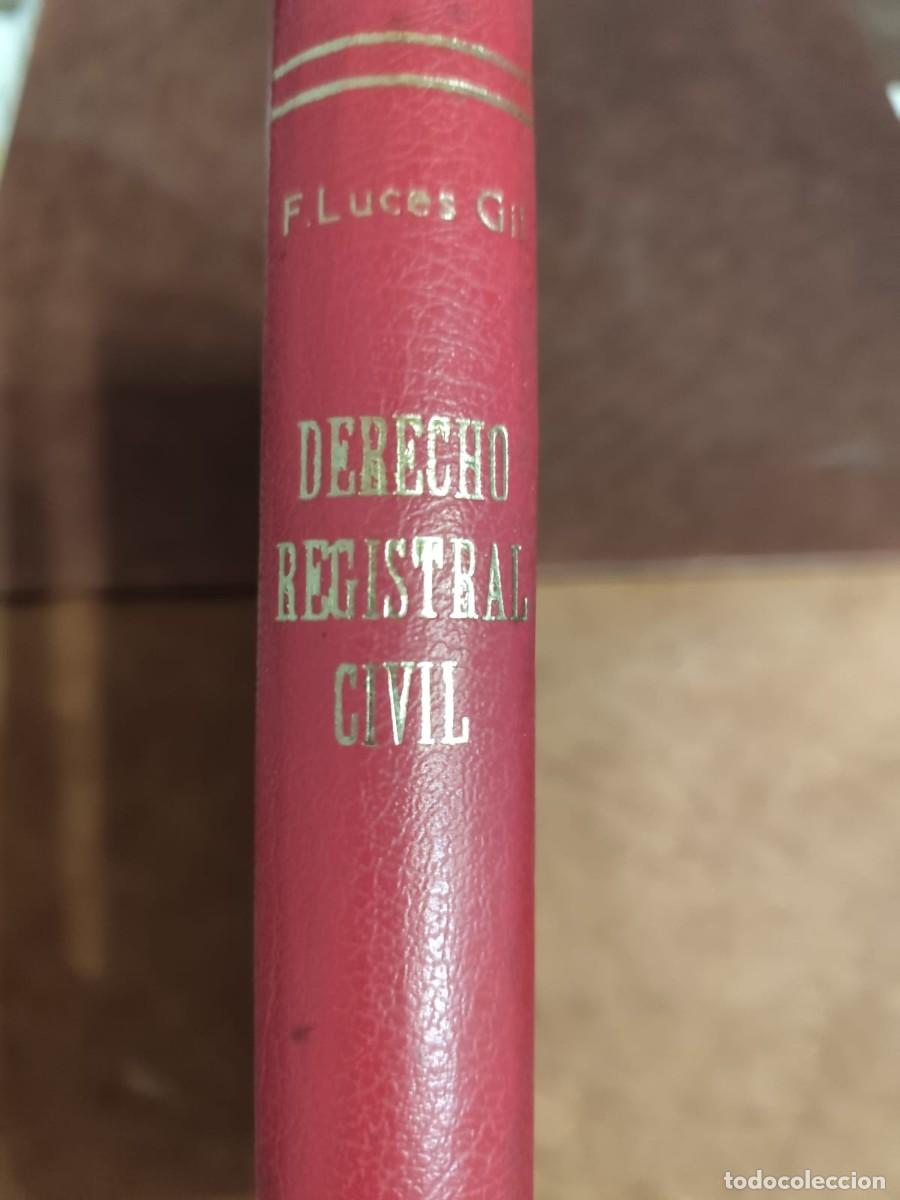 F. Luces Gil
DERECHO
REGISTRAL
CIVIL
todocoleccion